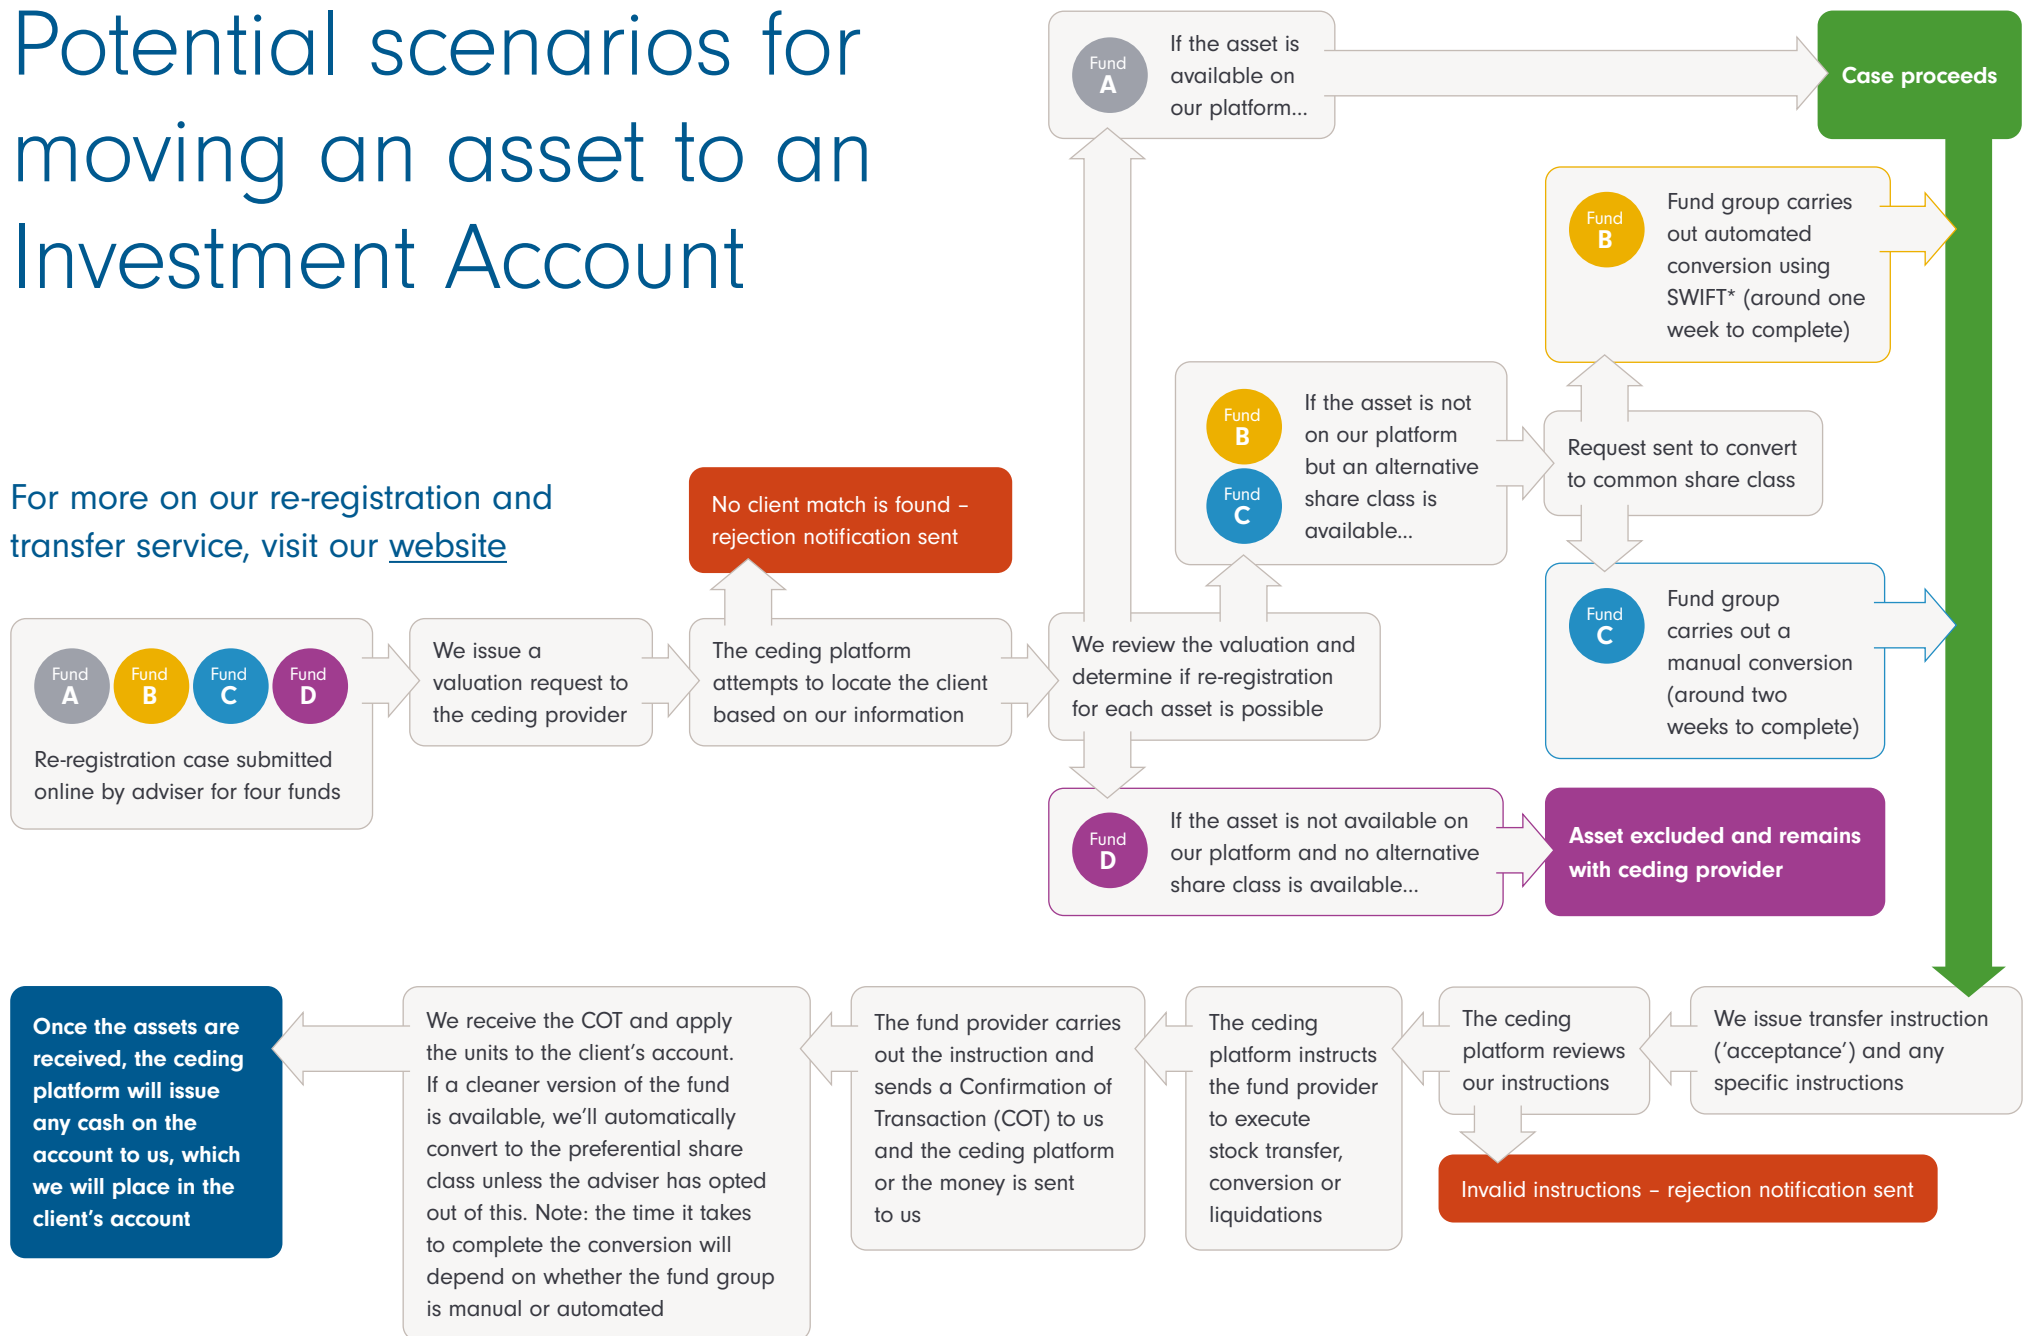 Potential scenarios for
moving an asset to an
Investment Account
For more on our re-registration and
transfer service, visit our website
Fund
A
Fund
B
Fund
C
Fund
D
Re-registration case submitted
online by adviser for four funds
We issue a
valuation request to
the ceding provider
No client match is found –
rejection notification sent
The ceding platform
attempts to locate the client
based on our information
We review the valuation and
determine if re-registration
for each asset is possible
Fund
A
If the asset is
available on
our platform...
Case proceeds
Fund
B
Fund
C
If the asset is not
on our platform
but an alternative
share class is
available...
Request sent to convert
to common share class
Fund
B
Fund group carries
out automated
conversion using
SWIFT* (around one
week to complete)
Fund
C
Fund group
carries out a
manual conversion
(around two
weeks to complete)
Fund
D
If the asset is not available on
our platform and no alternative
share class is available...
Asset excluded and remains
with ceding provider
We issue transfer instruction
(‘acceptance’) and any
specific instructions
The ceding
platform reviews
our instructions
Invalid instructions – rejection notification sent
The ceding
platform instructs
the fund provider
to execute
stock transfer,
conversion or
liquidations
The fund provider carries
out the instruction and
sends a Confirmation of
Transaction (COT) to us
and the ceding platform
or the money is sent
to us
We receive the COT and apply
the units to the client’s account.
If a cleaner version of the fund
is available, we’ll automatically
convert to the preferential share
class unless the adviser has opted
out of this. Note: the time it takes
to complete the conversion will
depend on whether the fund group
is manual or automated
Once the assets are
received, the ceding
platform will issue
any cash on the
account to us, which
we will place in the
client’s account